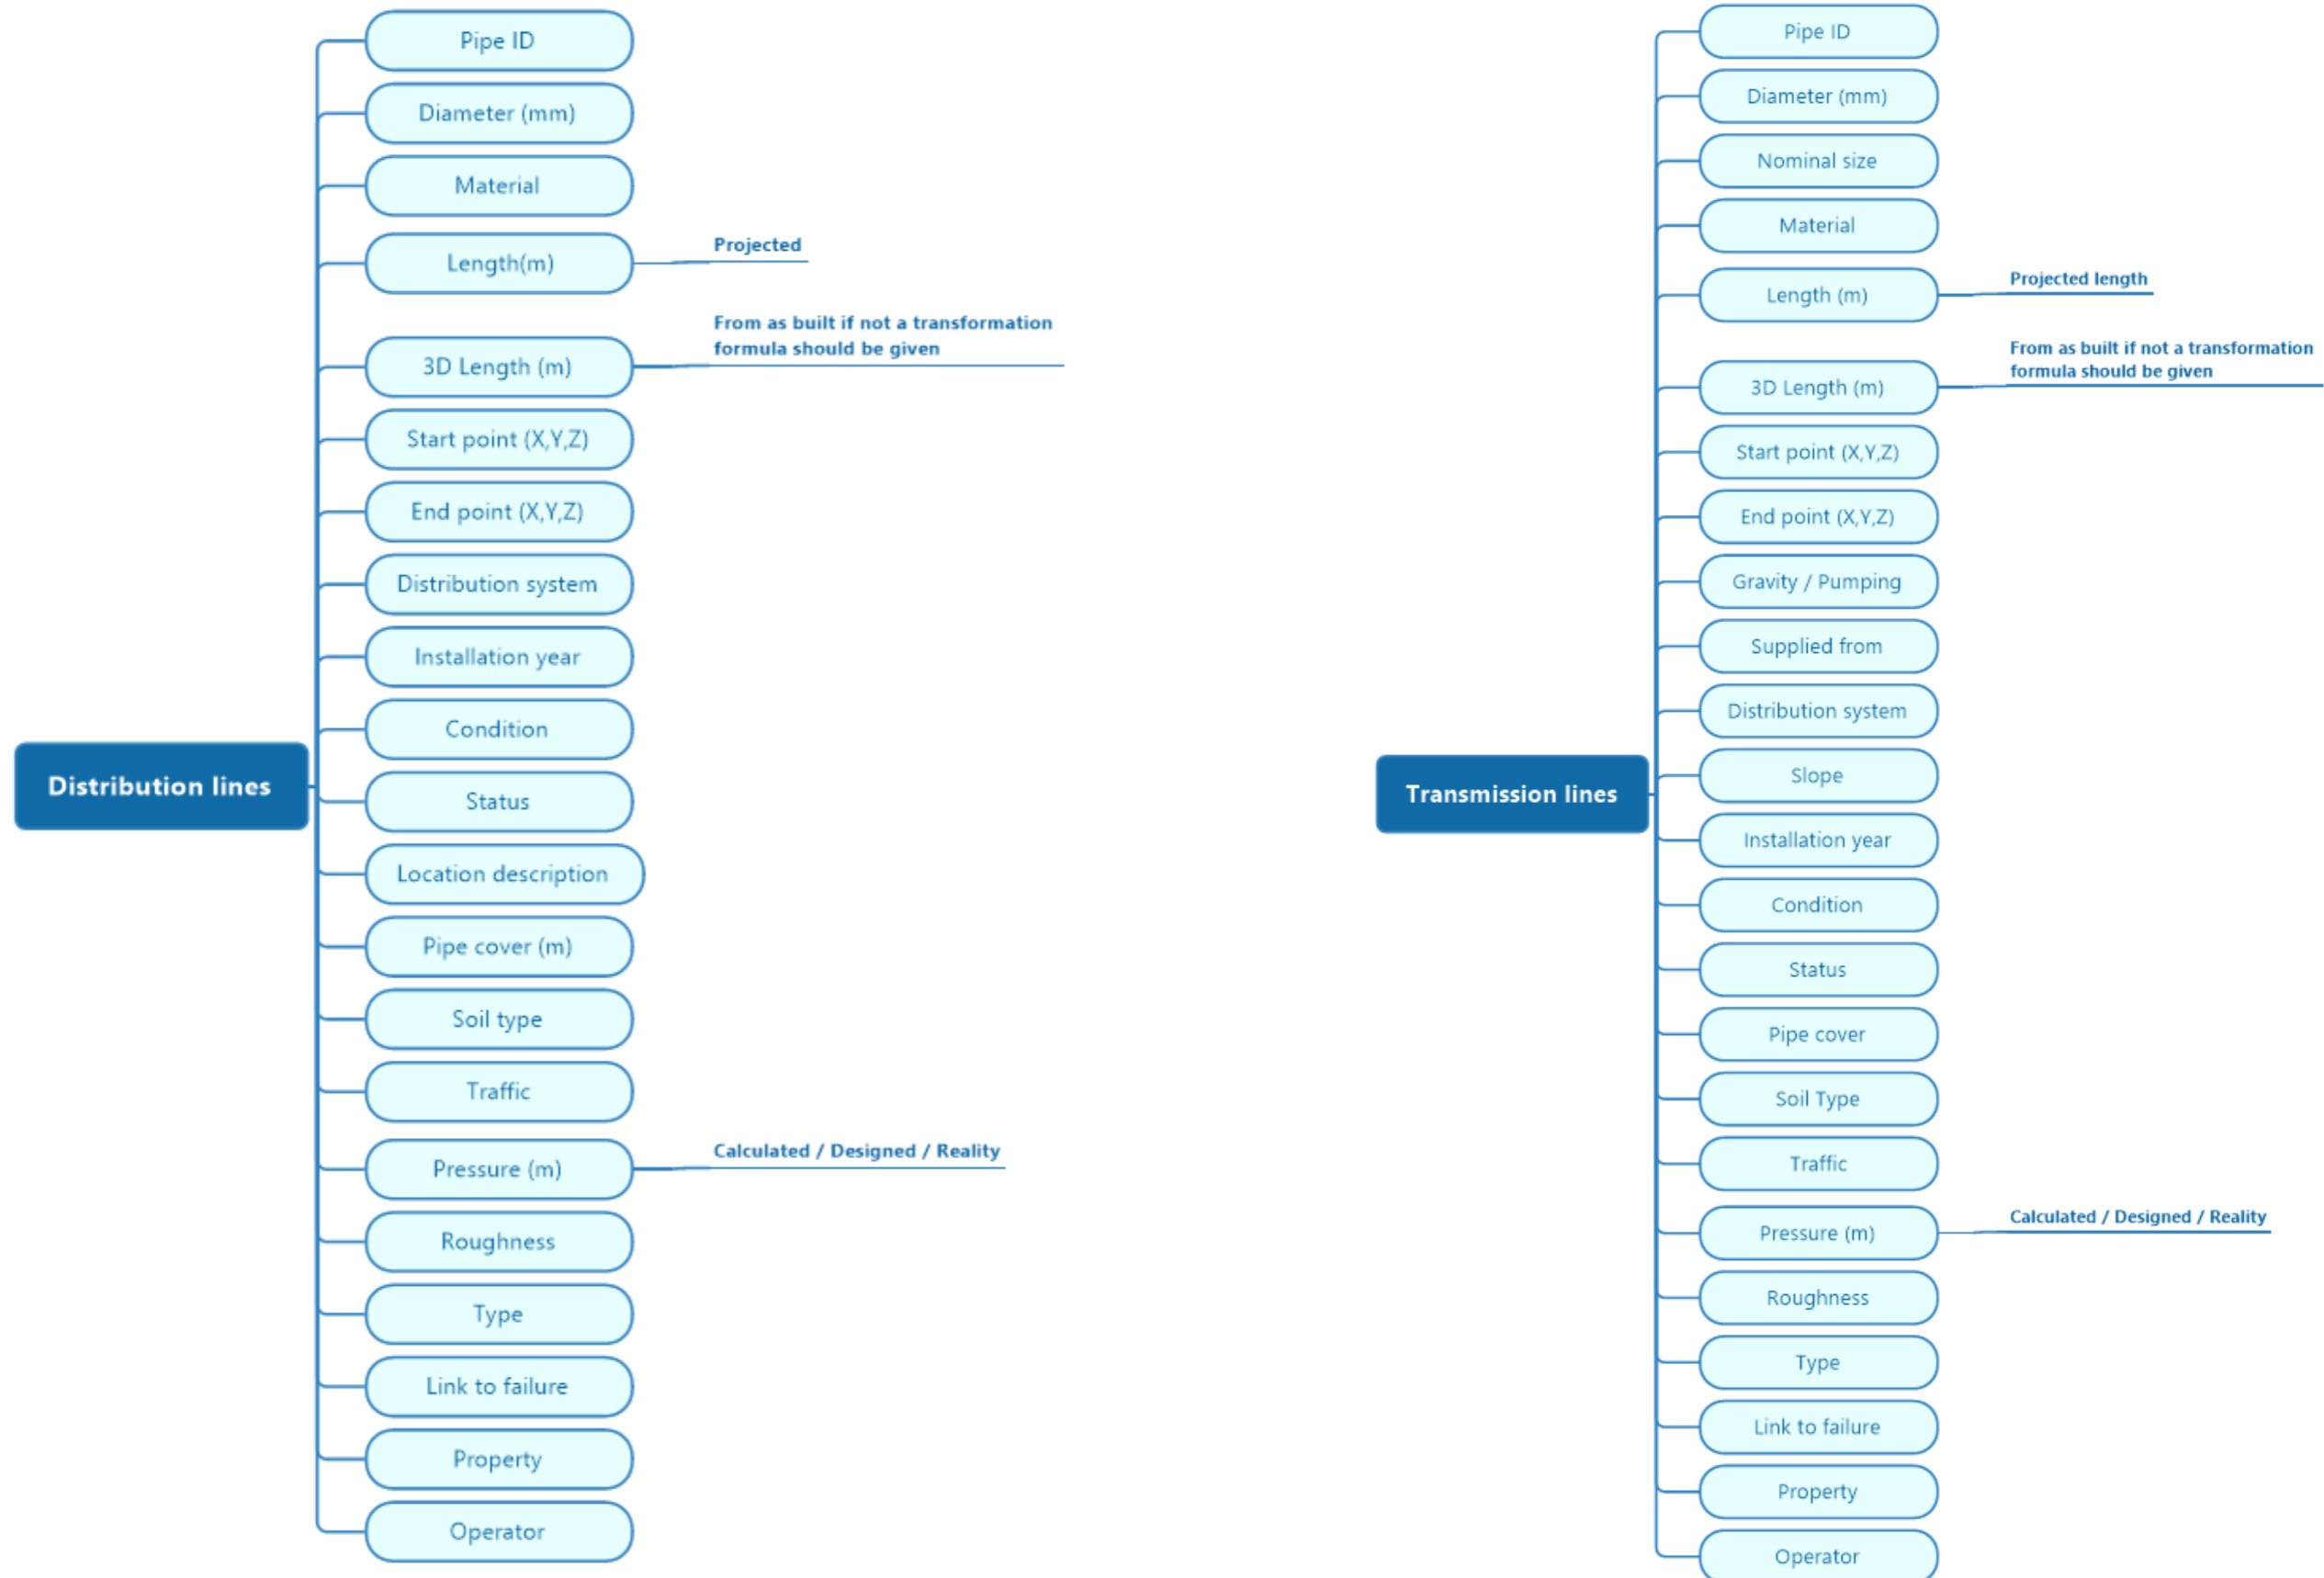 Distribution lines
Pipe ID
Diameter (mm)
Material
Length(m)
Projected
3D Length (m)
From as built if not a transformation
formula should be given
Start point (X,Y,Z)
End point (X,Y,Z)
Distribution system
Installation year
Condition
Status
Location description
Pipe cover (m)
Soil type
Traffic
Pressure (m)
Calculated / Designed / Reality
Roughness
Type
Link to failure
Property
Operator
Transmission lines
Pipe ID
Diameter (mm)
Nominal size
Material
Length (m)
Projected length
3D Length (m)
From as built if not a transformation
formula should be given
Start point (X,Y,Z)
End point (X,Y,Z)
Gravity / Pumping
Supplied from
Distribution system
Slope
Installation year
Condition
Status
Pipe cover
Soil Type
Traffic
Pressure (m)
Calculated / Designed / Reality
Roughness
Type
Link to failure
Property
Operator